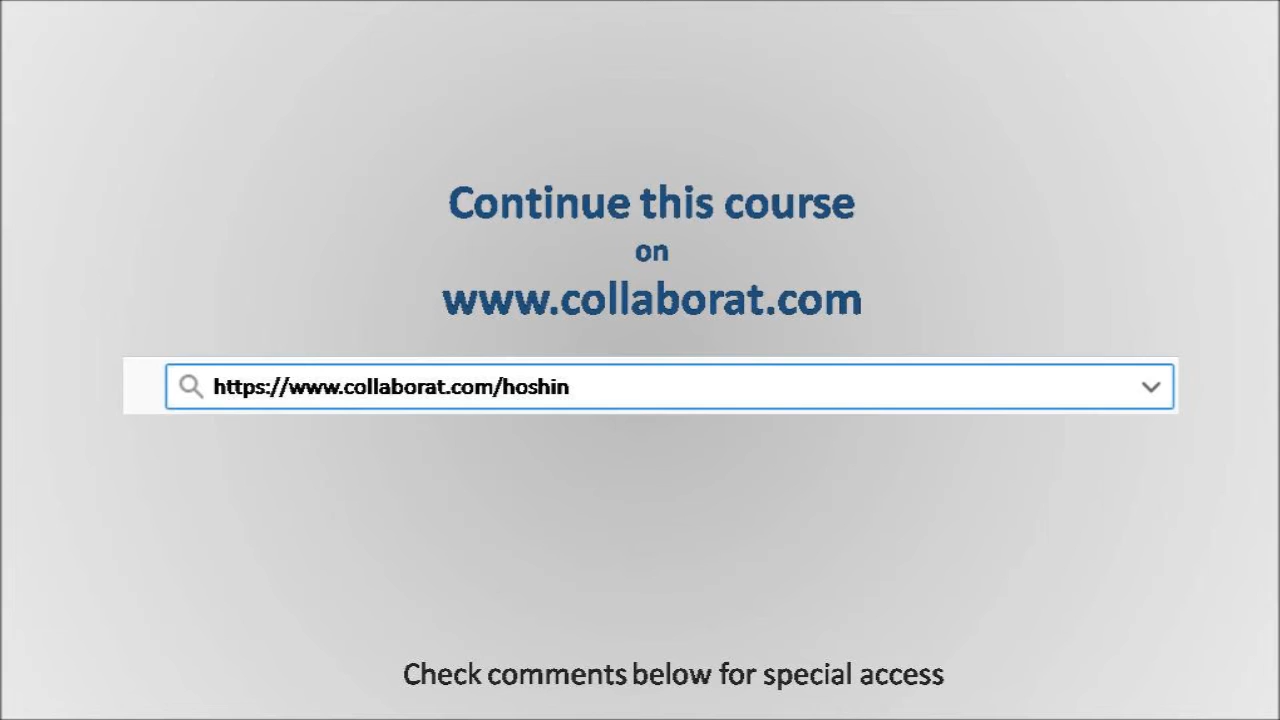 Continue this course
on
www.collaborat.com
https://www.collaborat.com/hoshin
Check comments below for special access